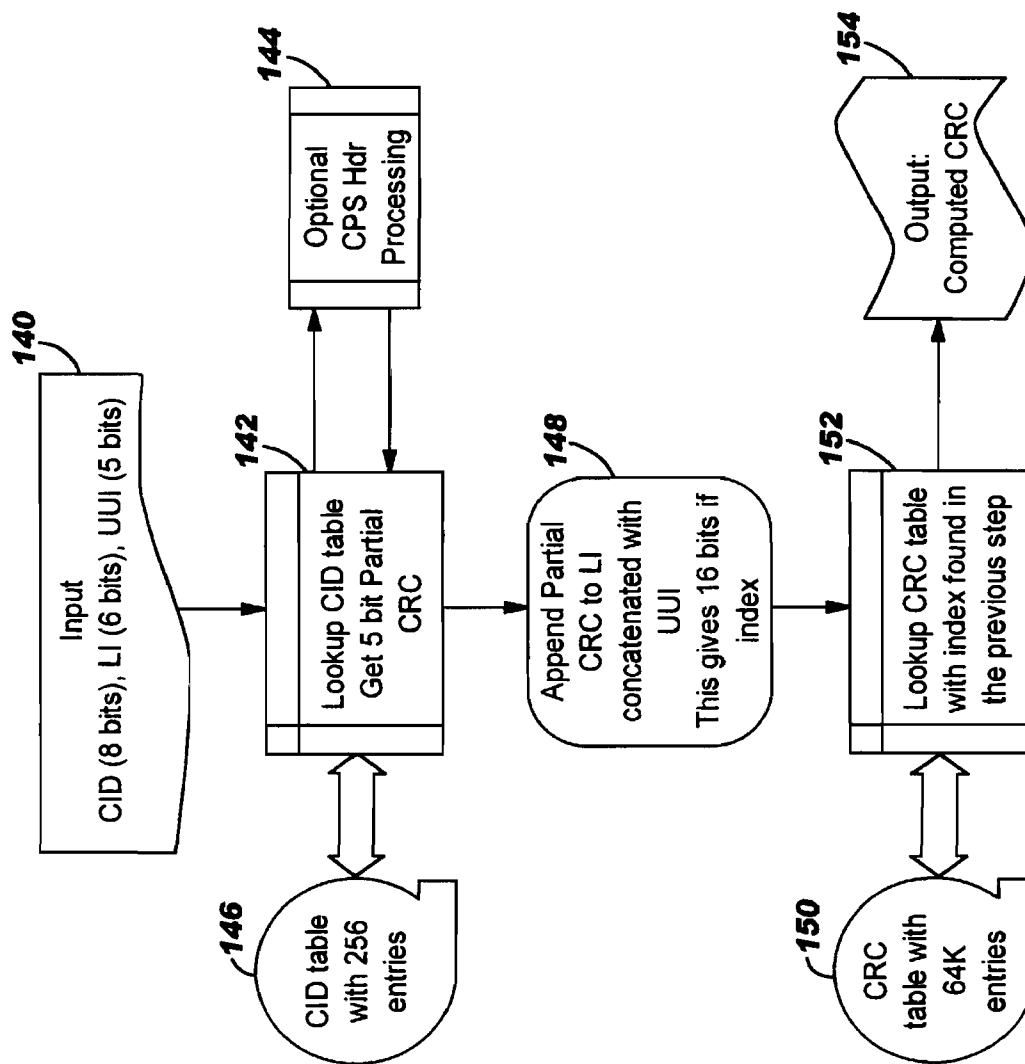 140
Input
CID (8 bits), LI (6 bits), UUI (5 bits)
142
Lookup CID table
Get 5 bit Partial
CRC
144
Optional
CPS Hdr
Processing
146
CID table
with 256
entries
148
Append Partial
CRC to LI
concatenated with
UUI
This gives 16 bits if
index
150
CRC
table with
64K
entries
152
Lookup CRC table
with index found in
the previous step
154
Output:
Computed CRC